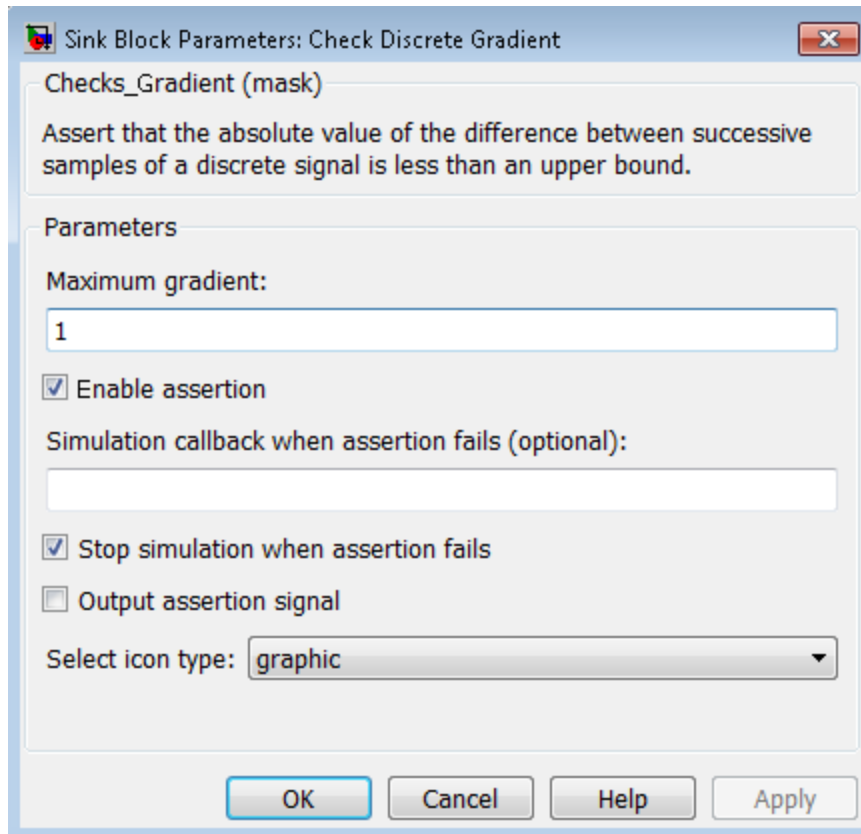 Sink Block Parameters: Check Discrete Gradient
Checks_Gradient (mask)
Assert that the absolute value of the difference between successive
samples of a discrete signal is less than an upper bound.
Parameters
Maximum gradient:
1
Enable assertion
Simulation callback when assertion fails (optional):
Stop simulation when assertion fails
Output assertion signal
Select icon type: graphic
OK Cancel Help Apply